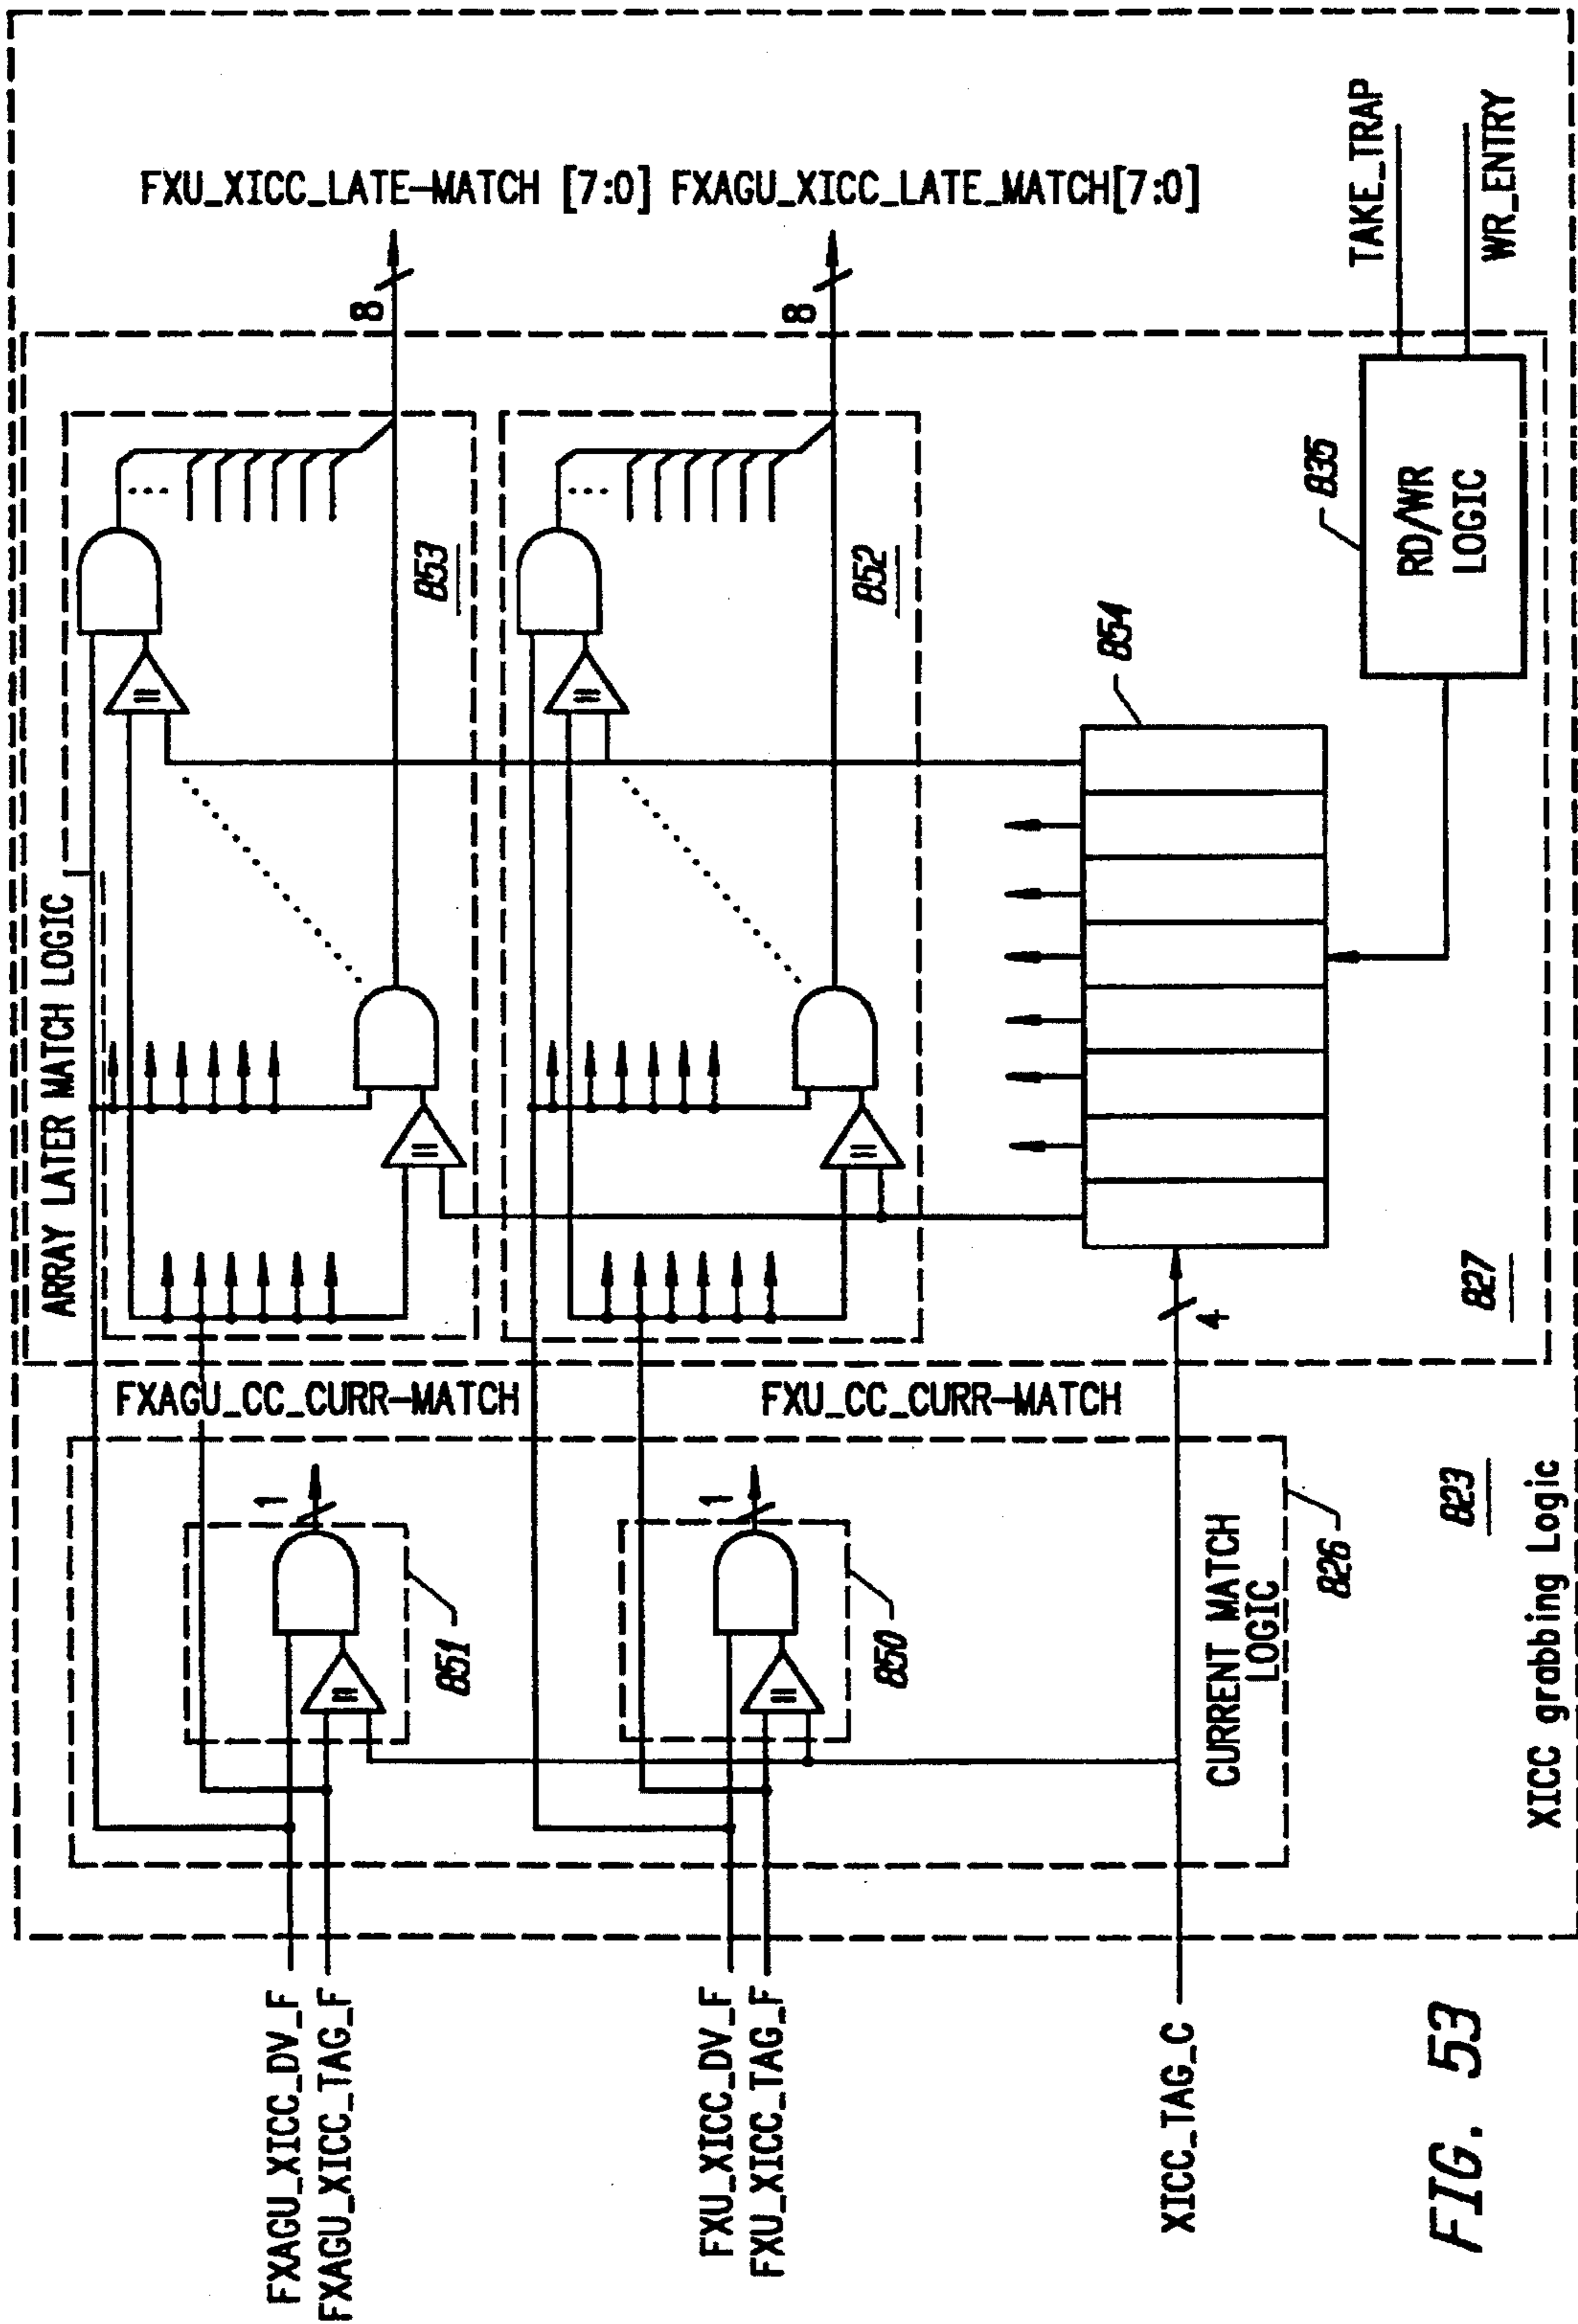 FXAGU_XICC_DV_F
FXAGU_XICC_TAG_F
FXU_XICC_DV_F
FXU_XICC_TAG_F
XICC_TAG_C
FIG. 53
851
1
850
1
CURRENT MATCH
LOGIC
826
823
XICC grabbing Logic
FXAGU_CC_CURR-MATCH
FXU_CC_CURR-MATCH
ARRAY LATER MATCH LOGIC
=
=
=
=
=
=
853
852
4
854
827
835
RD/WR
LOGIC
8
8
FXU_XICC_LATE-MATCH [7:0]
FXAGU_XICC_LATE_MATCH[7:0]
TAKE_TRAP
WR_ENTRY